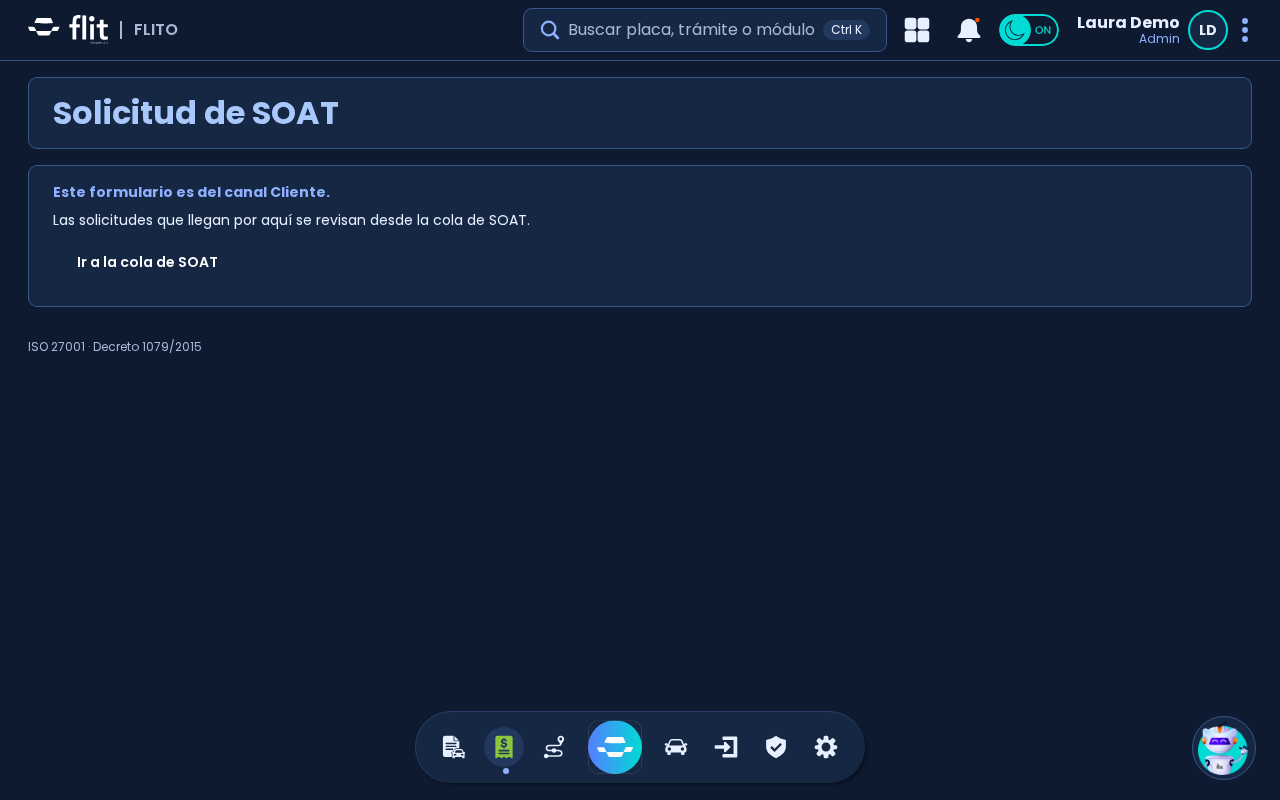 flit
FLITO
Buscar placa, trámite o módulo
Ctrl K
ON
Laura Demo
Admin
LD
Solicitud de SOAT
Este formulario es del canal Cliente.
Las solicitudes que llegan por aquí se revisan desde la cola de SOAT.
Ir a la cola de SOAT
ISO 27001 · Decreto 1079/2015